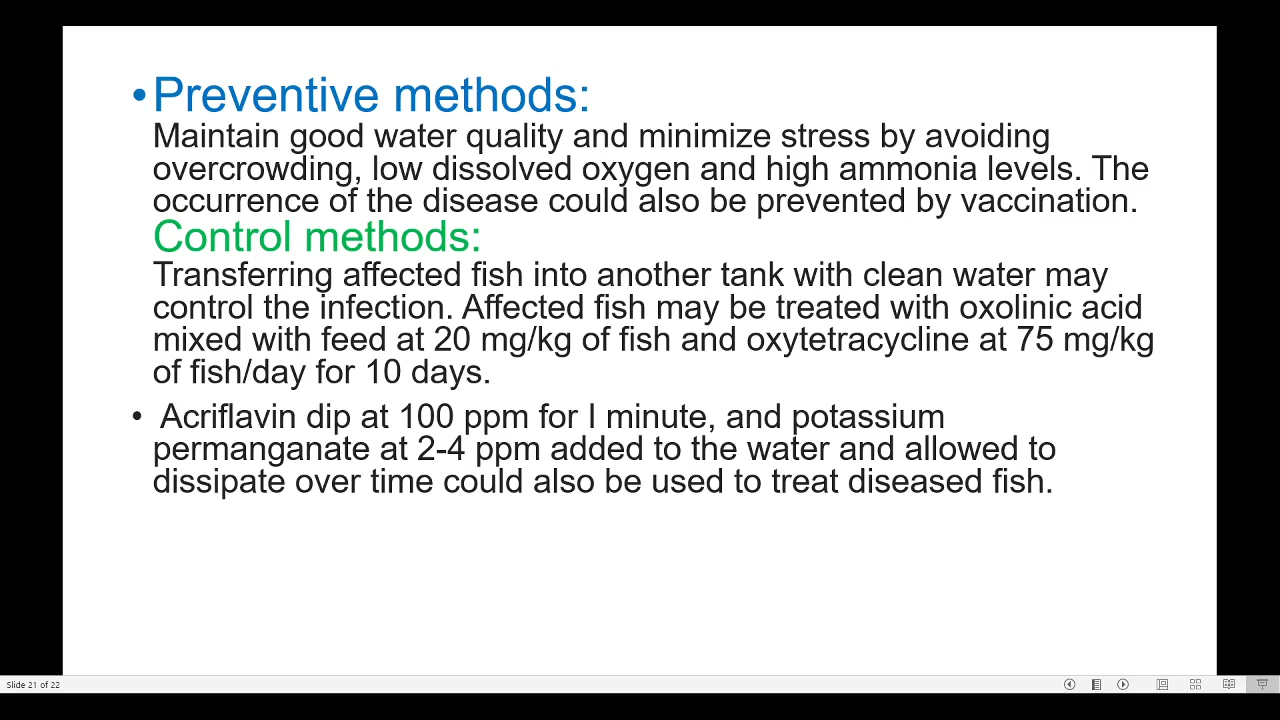 •Preventive methods:
Maintain good water quality and minimize stress by avoiding
overcrowding, low dissolved oxygen and high ammonia levels. The
occurrence of the disease could also be prevented by vaccination.
Control methods:
Transferring affected fish into another tank with clean water may
control the infection. Affected fish may be treated with oxolinic acid
mixed with feed at 20 mg/kg of fish and oxytetracycline at 75 mg/kg
of fish/day for 10 days.
• Acriflavin dip at 100 ppm for I minute, and potassium
permanganate at 2-4 ppm added to the water and allowed to
dissipate over time could also be used to treat diseased fish.
Slide 21 of 22